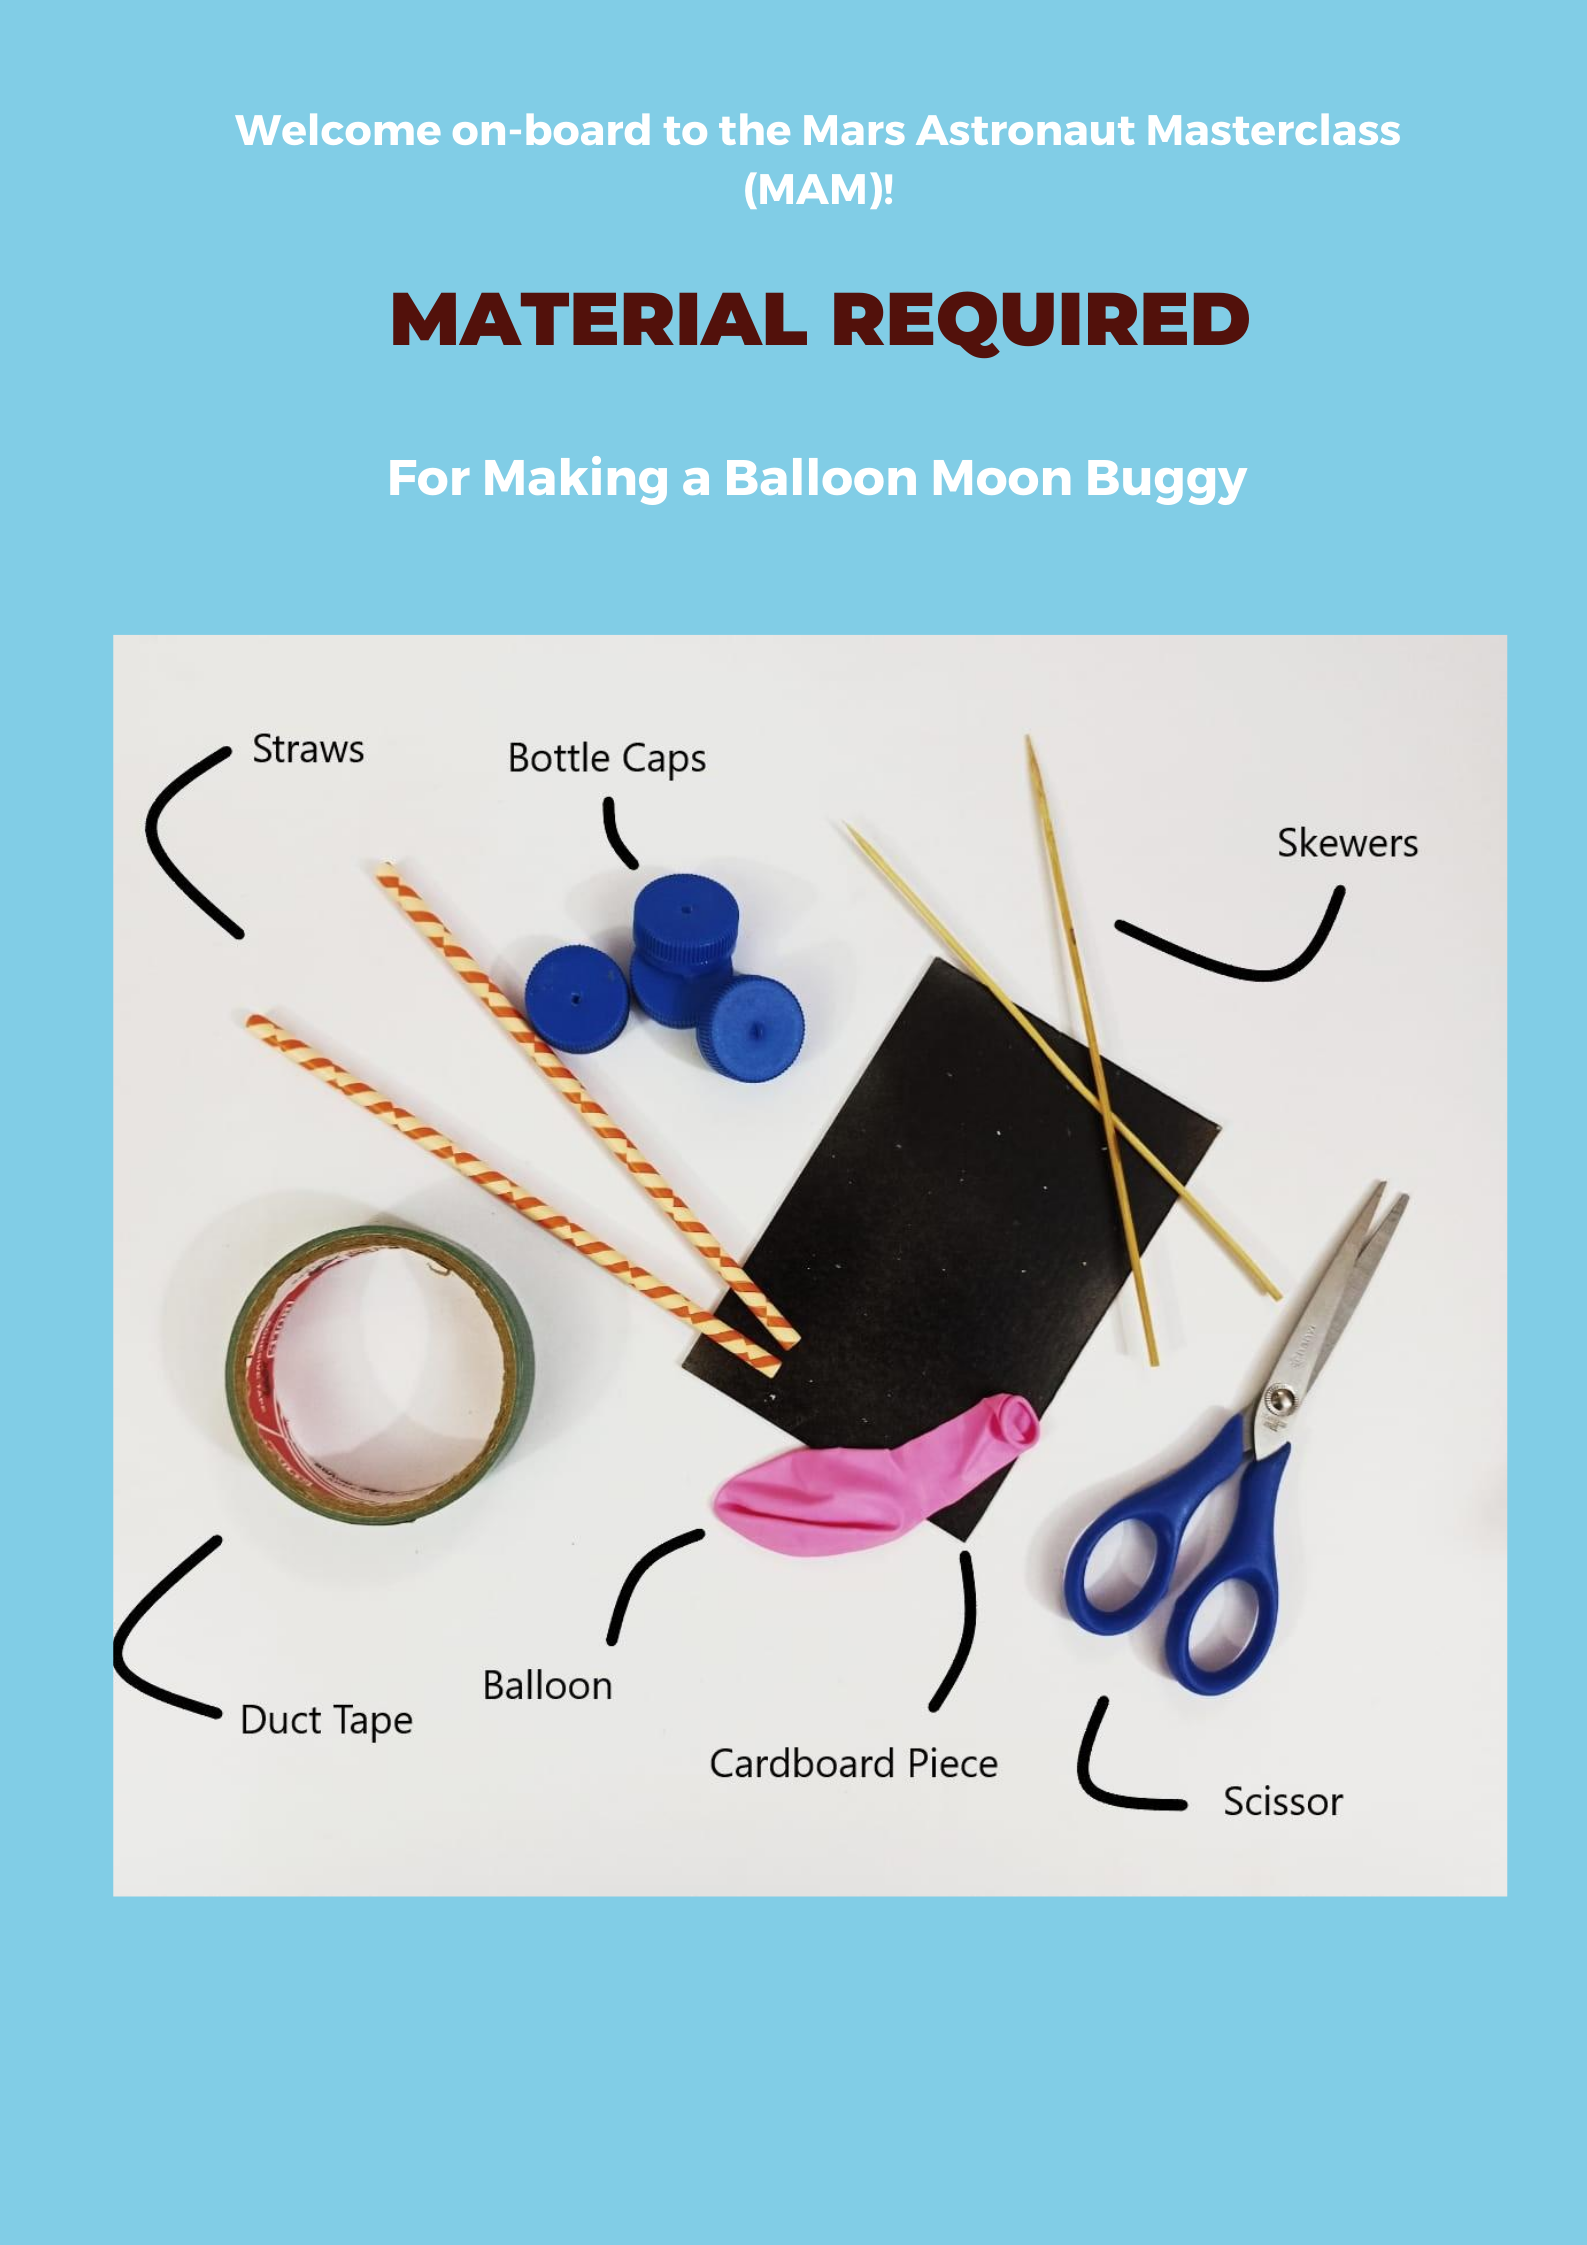 Welcome on-board to the Mars Astronaut Masterclass
(MAM)!
MATERIAL REQUIRED
For Making a Balloon Moon Buggy
Straws
Bottle Caps
Skewers
Duct Tape
Balloon
Cardboard Piece
Scissor